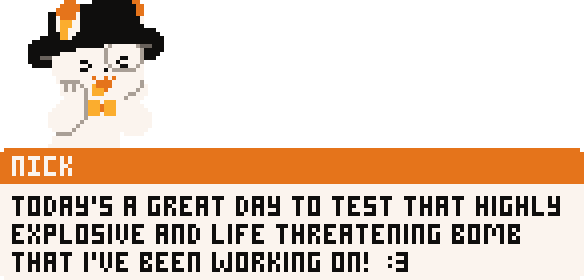 NICK
TODAY'S A GREAT DAY TO TEST THAT HIGHLY
EXPLOSIVE AND LIFE THREATENING BOMB
THAT I'VE BEEN WORKING ON! :3